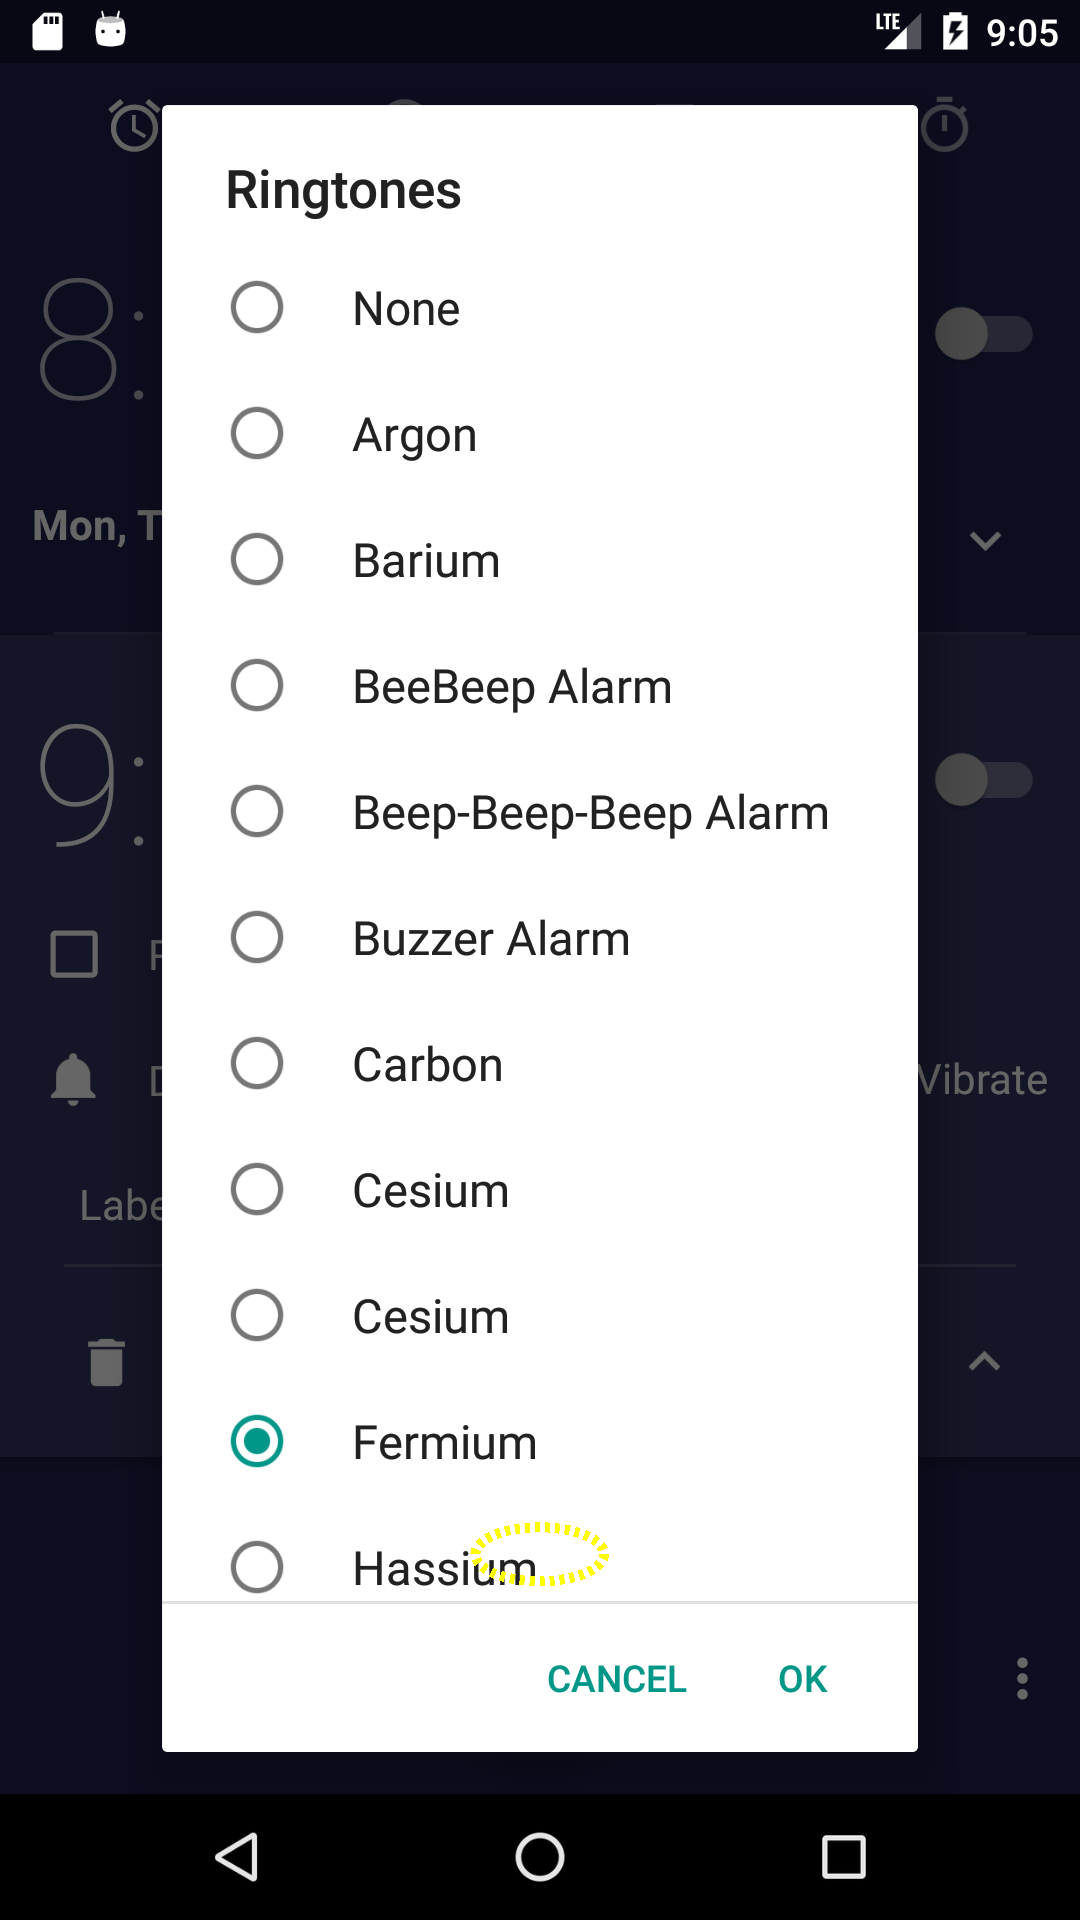 LTE 9:05
Ringtones
8:
None
Argon
Mon, T
Barium
BeeBeep Alarm
9:
Beep-Beep-Beep Alarm
Buzzer Alarm
Carbon
Vibrate
Cesium
Labe
Cesium
Fermium
Hassium
CANCEL OK